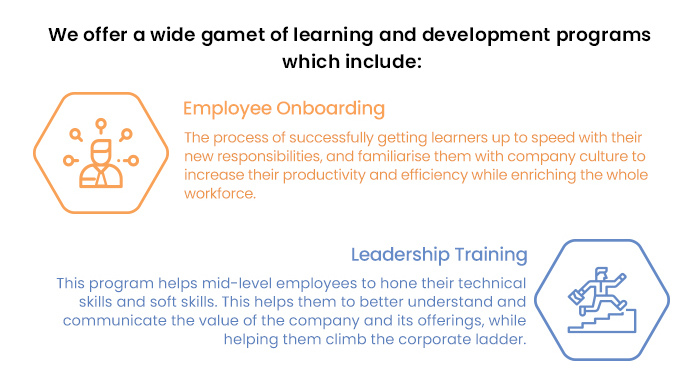 We offer a wide gamet of learning and development programs
which include:
Employee Onboarding
The process of successfully getting learners up to speed with their
new responsibilities, and familiarise them with company culture to
increase their productivity and efficiency while enriching the whole
workforce.
Leadership Training
This program helps mid-level employees to hone their technical
skills and soft skills. This helps them to better understand and
communicate the value of the company and its offerings, while
helping them climb the corporate ladder.